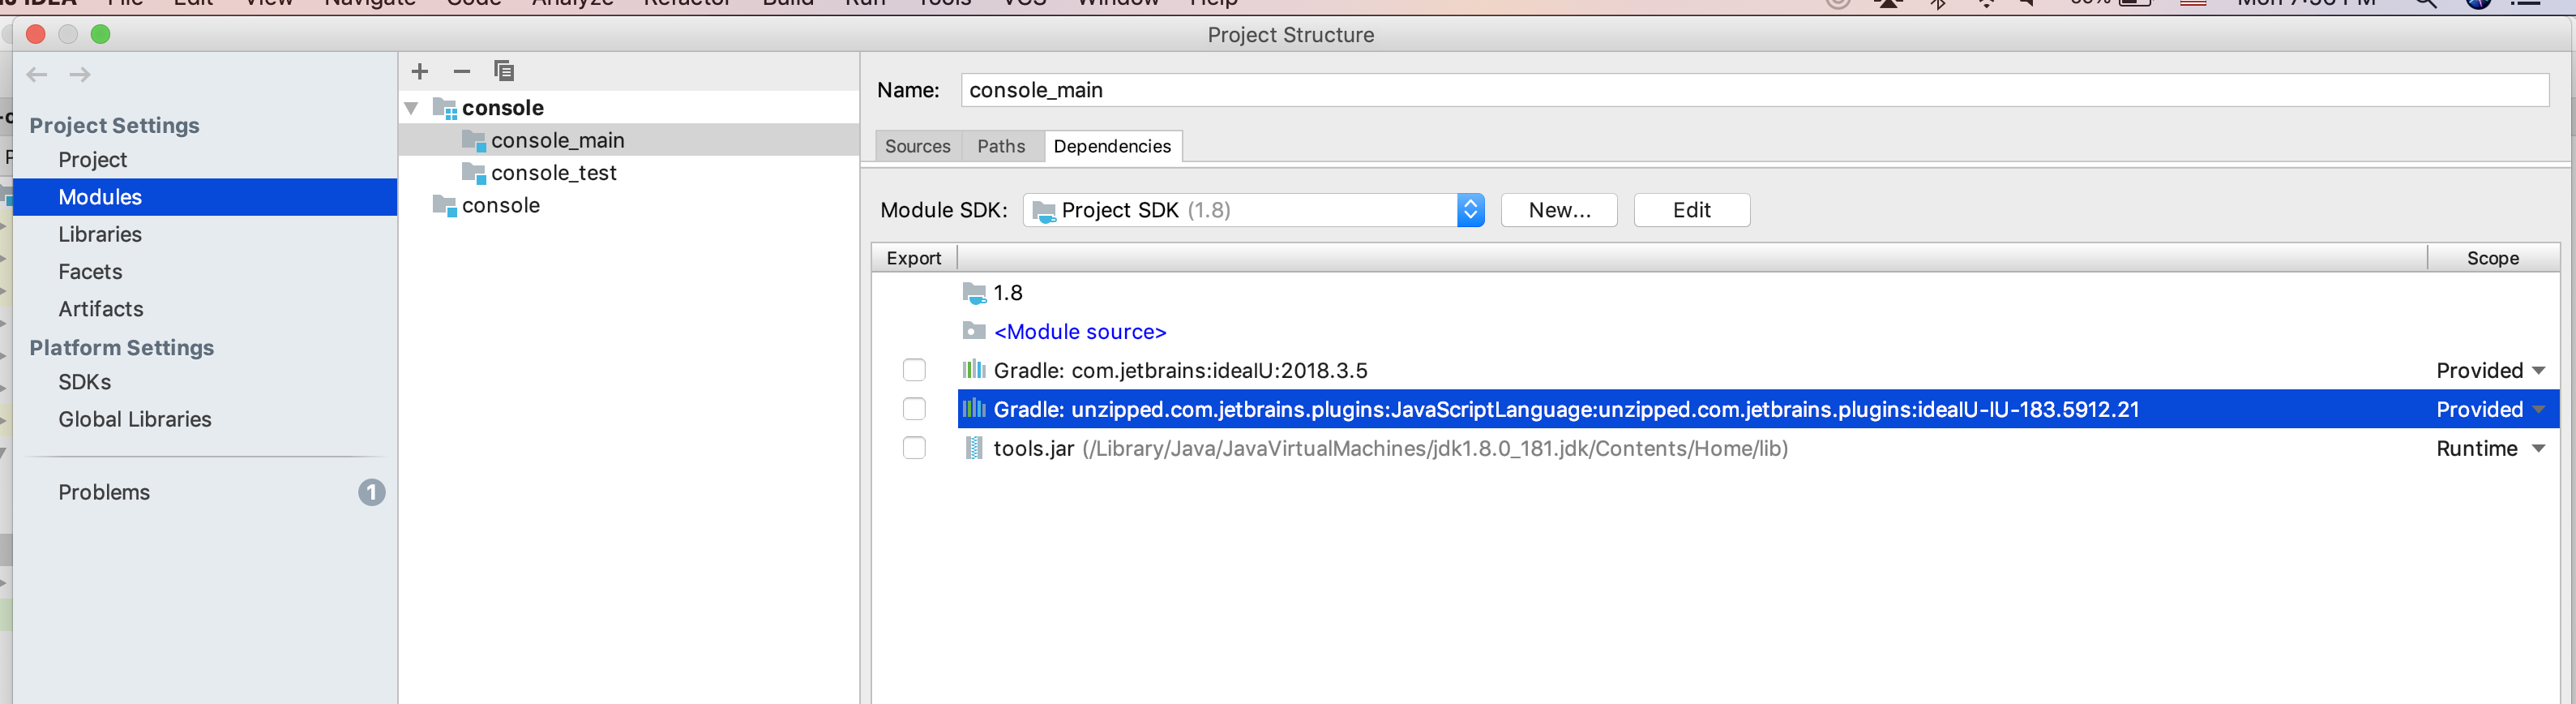 Project Structure
Project Settings
Project
Modules
Libraries
Facets
Artifacts
Platform Settings
SDKs
Global Libraries
Problems
1
console
console_main
console_test
console
Name: console_main
Sources Paths Dependencies
Module SDK: Project SDK (1.8) New... Edit
Export Scope
1.8
<Module source>
Gradle: com.jetbrains:ideaIU:2018.3.5 Provided
Gradle: unzipped.com.jetbrains.plugins:JavaScriptLanguage:unzipped.com.jetbrains.plugins:ideaIU-IU-183.5912.21 Provided
tools.jar (/Library/Java/JavaVirtualMachines/jdk1.8.0_181.jdk/Contents/Home/lib) Runtime